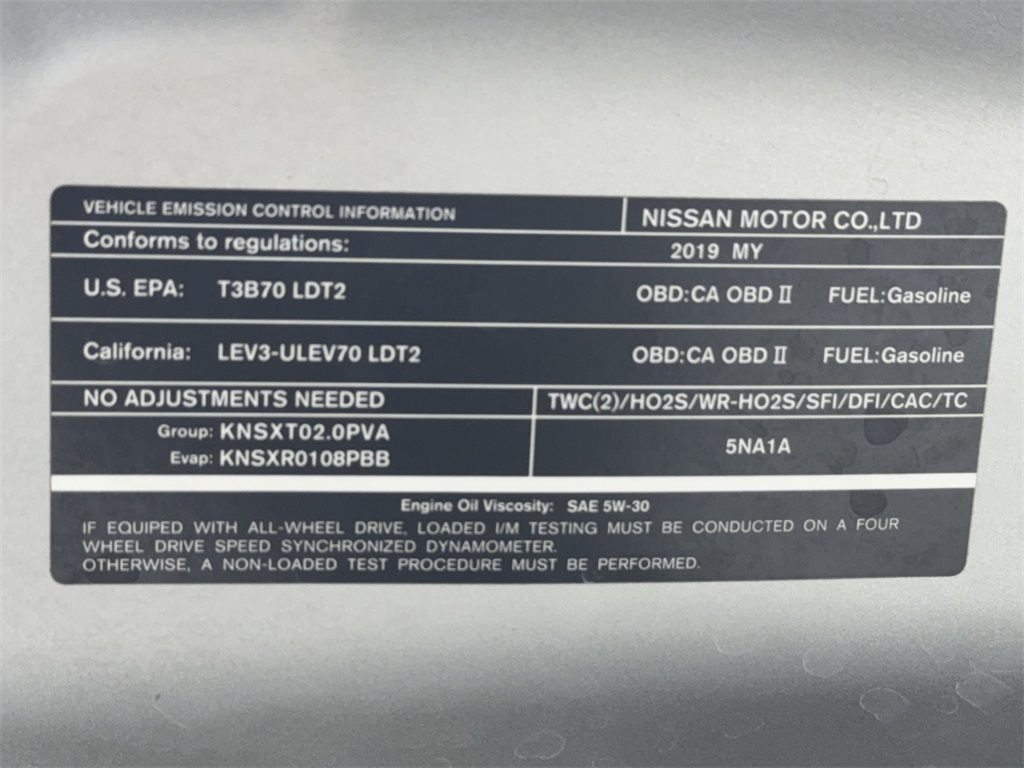 VEHICLE EMISSION CONTROL INFORMATION NISSAN MOTOR CO.,LTD
Conforms to regulations: 2019 MY
U.S. EPA: T3B70 LDT2 OBD:CA OBD II FUEL:Gasoline
California: LEV3-ULEV70 LDT2 OBD:CA OBD II FUEL:Gasoline
NO ADJUSTMENTS NEEDED TWC(2)/HO2S/WR-HO2S/SFI/DFI/CAC/TC
Group: KNSXT02.0PVA
5NA1A
Evap: KNSXR0108PBB
Engine Oil Viscosity: SAE 5W-30
IF EQUIPED WITH ALL-WHEEL DRIVE, LOADED I/M TESTING MUST BE CONDUCTED ON A FOUR
WHEEL DRIVE SPEED SYNCHRONIZED DYNAMOMETER.
OTHERWISE, A NON-LOADED TEST PROCEDURE MUST BE PERFORMED.